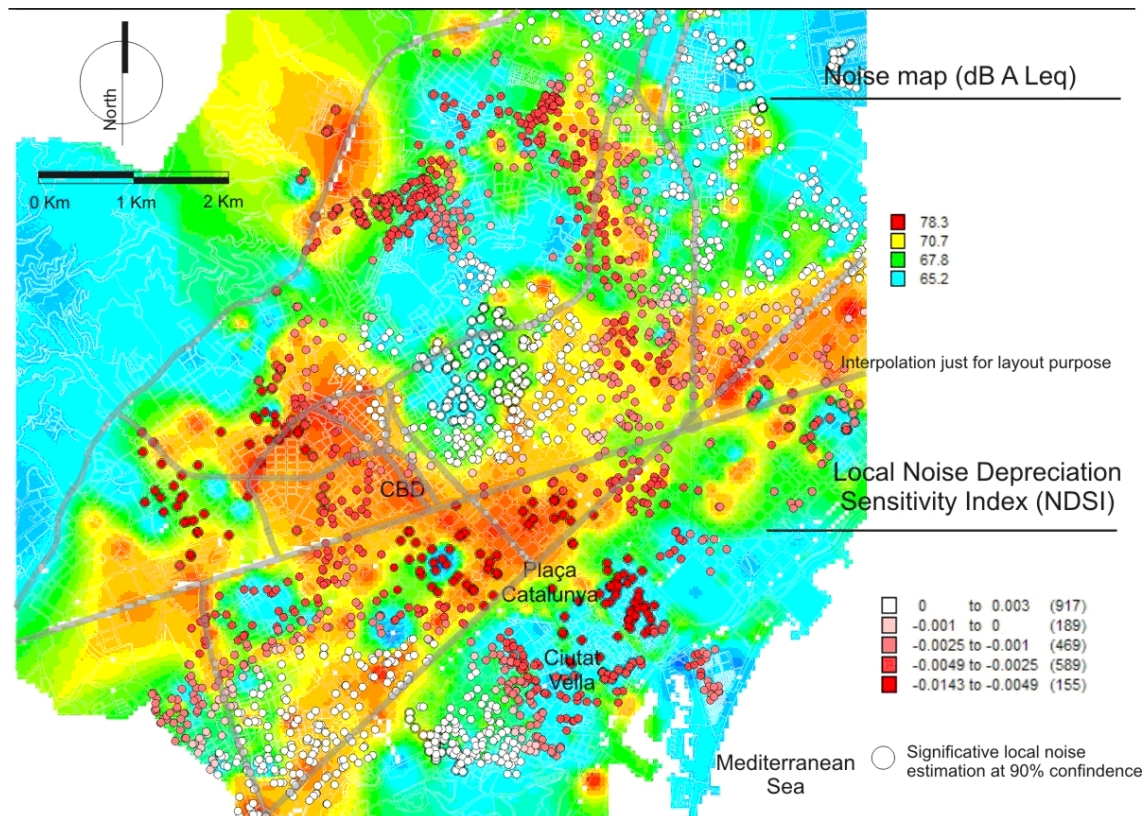 Noise map (dB A Leq)
North
0 Km 1 Km 2 Km
78.3
70.7
67.8
65.2
Interpolation just for layout purpose
Local Noise Depreciation
Sensitivity Index (NDSI)
CBD
Plaça
Catalunya
Ciutat
Vella
0 to 0.003 (917)
-0.001 to 0 (189)
-0.0025 to -0.001 (469)
-0.0049 to -0.0025 (589)
-0.0143 to -0.0049 (155)
Mediterranean
Sea
Significative local noise
estimation at 90% confindence